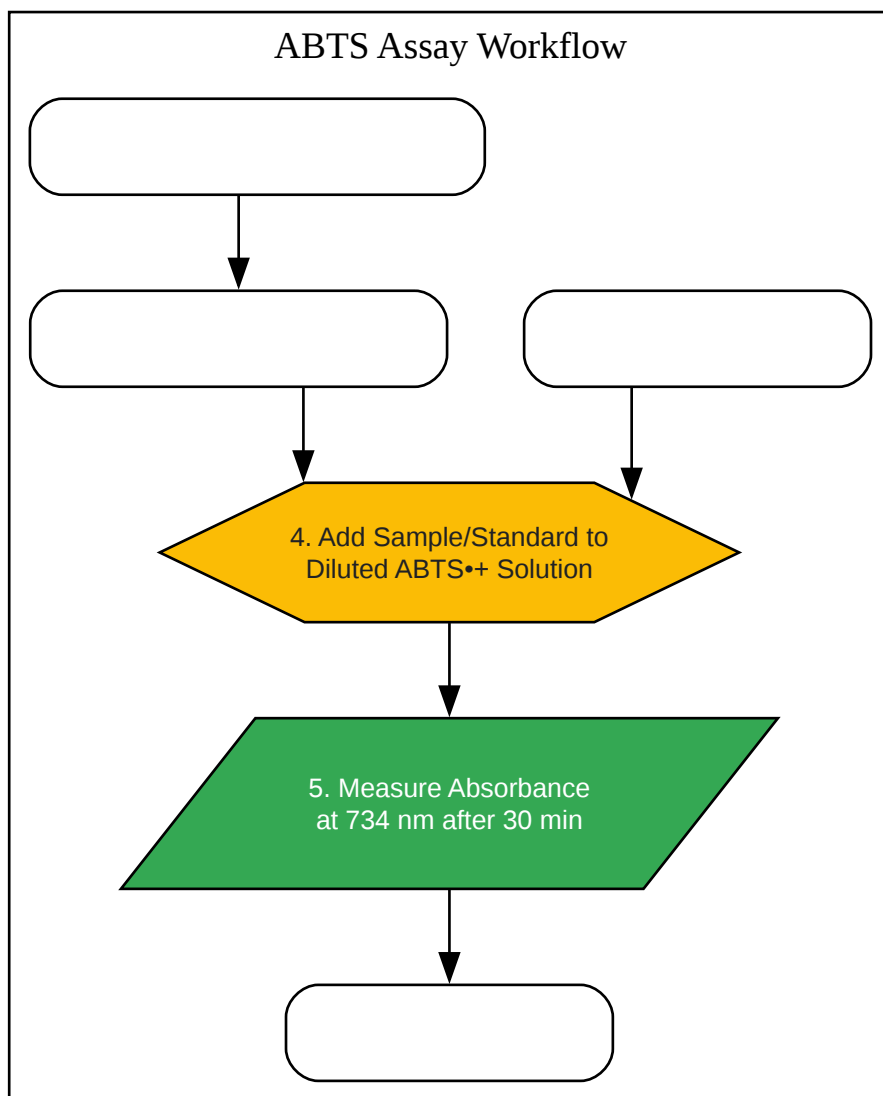 ABTS Assay Workflow
4. Add Sample/Standard to
Diluted ABTS•+ Solution
5. Measure Absorbance
at 734 nm after 30 min